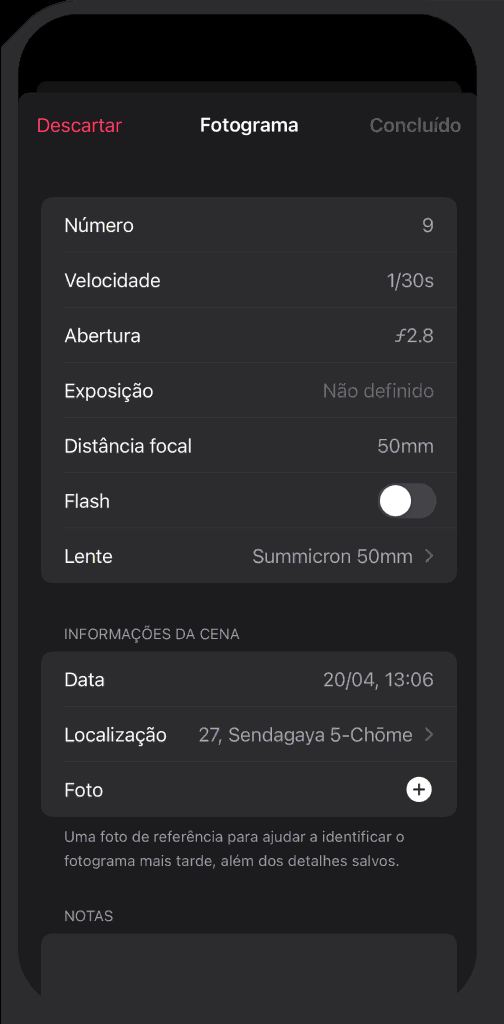 Descartar Fotograma Concluído
Número 9
Velocidade 1/30s
Abertura ƒ2.8
Exposição Não definido
Distância focal 50mm
Flash
Lente Summicron 50mm
INFORMAÇÕES DA CENA
Data 20/04, 13:06
Localização 27, Sendagaya 5-Chōme
Foto
Uma foto de referência para ajudar a identificar o
fotograma mais tarde, além dos detalhes salvos.
NOTAS